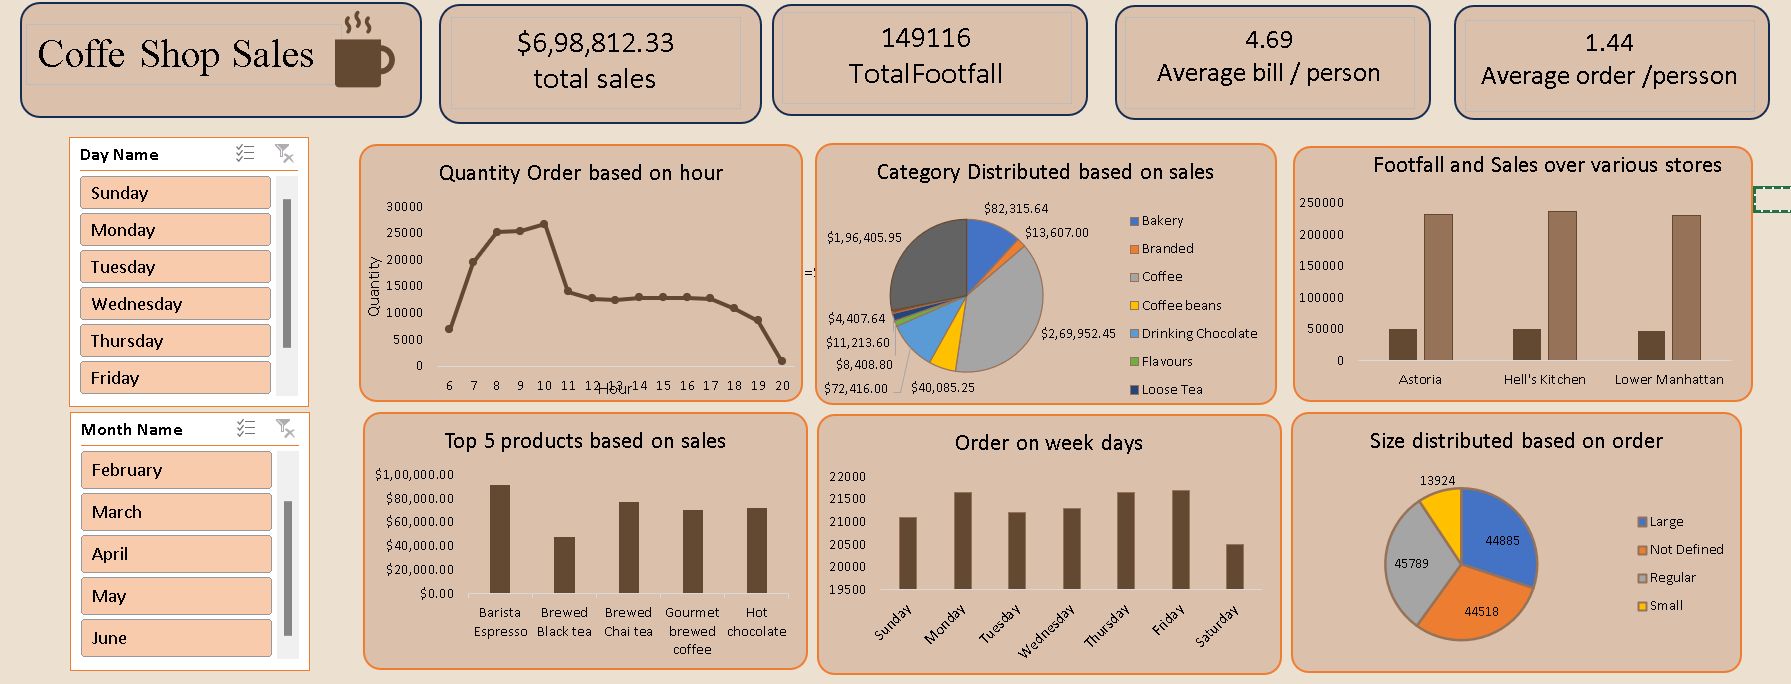 Coffe Shop Sales
$6,98,812.33
total sales
149116
TotalFootfall
4.69
Average bill / person
1.44
Average order /persson
Day Name
Sunday
Monday
Tuesday
Wednesday
Thursday
Friday
Month Name
February
March
April
May
June
Quantity Order based on hour
30000
25000
20000
15000
10000
5000
0
Quantity
6 7 8 9 10 11 12 13 14 15 16 17 18 19 20
Hour
Category Distributed based on sales
$82,315.64
$13,607.00
$2,69,952.45
$40,085.25
$72,416.00
$8,408.80
$11,213.60
$4,407.64
$1,96,405.95
Bakery
Branded
Coffee
Coffee beans
Drinking Chocolate
Flavours
Loose Tea
Footfall and Sales over various stores
250000
200000
150000
100000
50000
0
Astoria Hell's Kitchen Lower Manhattan
Top 5 products based on sales
$1,00,000.00
$80,000.00
$60,000.00
$40,000.00
$20,000.00
$0.00
Barista Espresso
Brewed Black tea
Brewed Chai tea
Gourmet brewed coffee
Hot chocolate
Order on week days
22000
21500
21000
20500
20000
19500
Sunday
Monday
Tuesday
Wednesday
Thursday
Friday
Saturday
Size distributed based on order
13924
44885
45789
44518
Large
Not Defined
Regular
Small